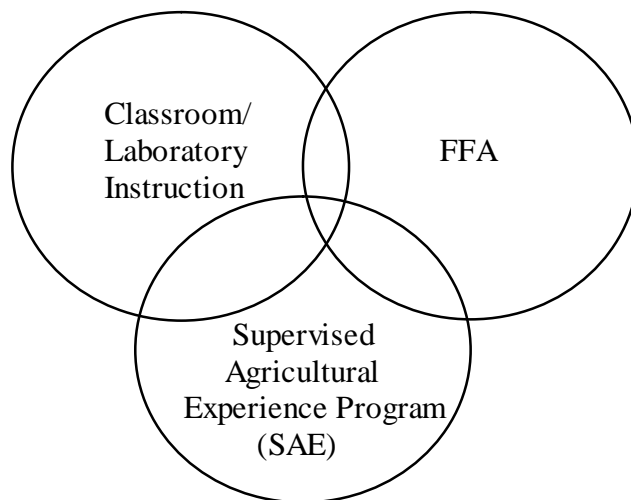 Classroom/
Laboratory
Instruction
FFA
Supervised
Agricultural
Experience Program
(SAE)